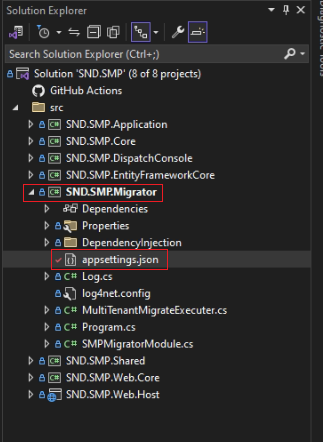 Solution Explorer
Search Solution Explorer (Ctrl+;)
Solution 'SND.SMP' (8 of 8 projects)
GitHub Actions
src
C# SND.SMP.Application
C# SND.SMP.Core
C# SND.SMP.DispatchConsole
C# SND.SMP.EntityFrameworkCore
C# SND.SMP.Migrator
Dependencies
Properties
DependencyInjection
appsettings.json
C# Log.cs
log4net.config
C# MultiTenantMigrateExecuter.cs
C# Program.cs
C# SMPMigratorModule.cs
C# SND.SMP.Shared
C# SND.SMP.Web.Core
SND.SMP.Web.Host
Diagnostic Tools